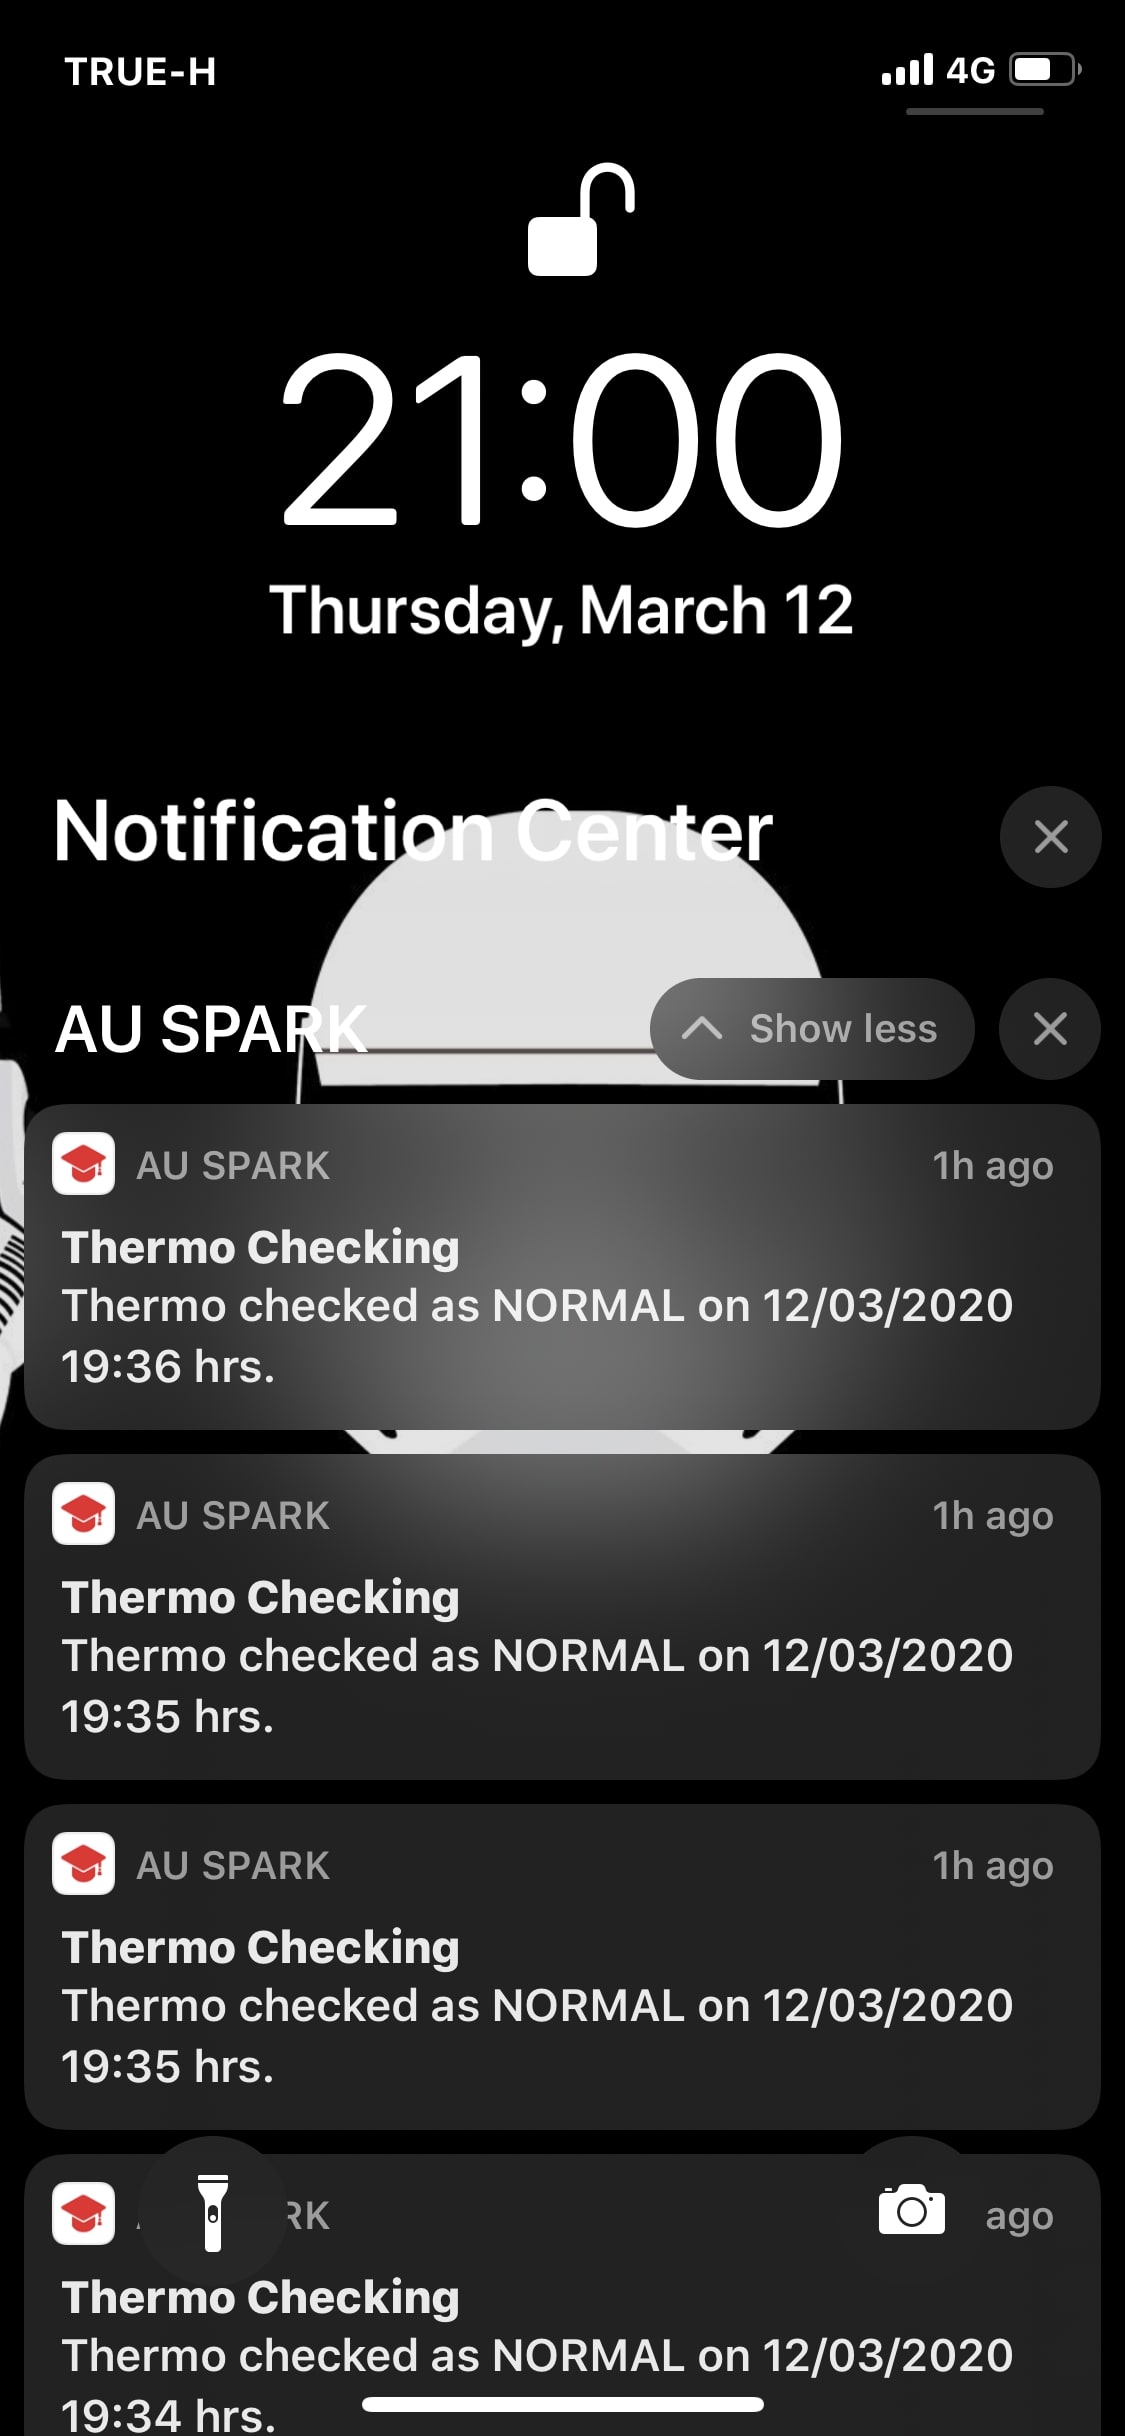 TRUE-H
4G
21:00
Thursday, March 12
Notification Center
AU SPARK
Show less
AU SPARK
1h ago
Thermo Checking
Thermo checked as NORMAL on 12/03/2020
19:36 hrs.
AU SPARK
1h ago
Thermo Checking
Thermo checked as NORMAL on 12/03/2020
19:35 hrs.
AU SPARK
1h ago
Thermo Checking
Thermo checked as NORMAL on 12/03/2020
19:35 hrs.
RK
ago
Thermo Checking
Thermo checked as NORMAL on 12/03/2020
19:34 hrs.